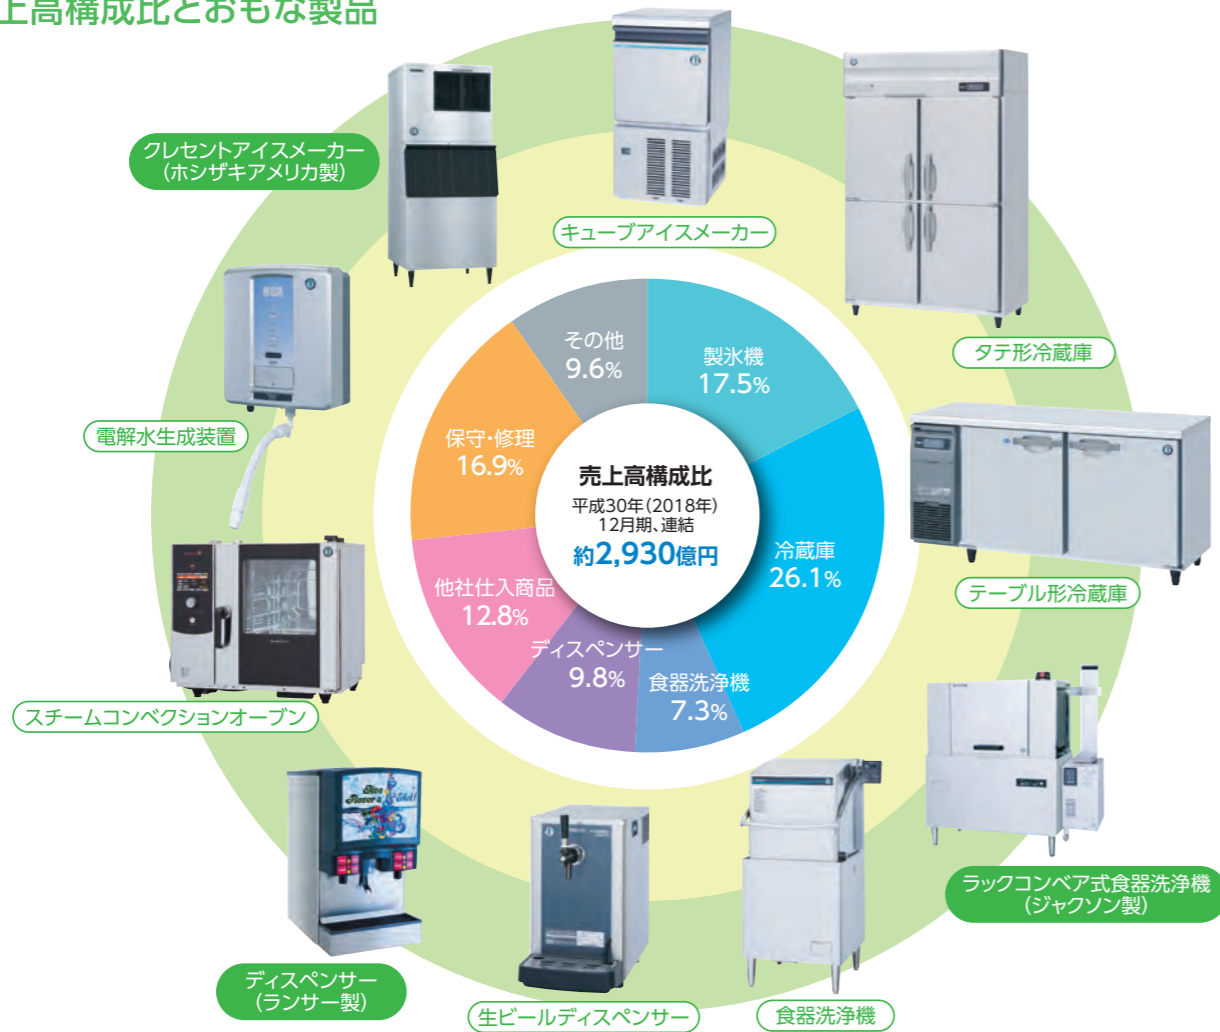 上高構成比とおもな製品
クレセントアイスメーカー
(ホシザキアメリカ製)
キューブアイスメーカー
タテ形冷蔵庫
電解水生成装置
テーブル形冷蔵庫
スチームコンベクションオーブン
ラックコンベア式食器洗浄機
(ジャクソン製)
ディスペンサー
(ランサー製)
生ビールディスペンサー
食器洗浄機
その他
9.6%
製氷機
17.5%
保守・修理
16.9%
冷蔵庫
26.1%
他社仕入商品
12.8%
ディスペンサー
9.8%
食器洗浄機
7.3%
売上高構成比
平成30年(2018年)
12月期、連結
約2,930億円